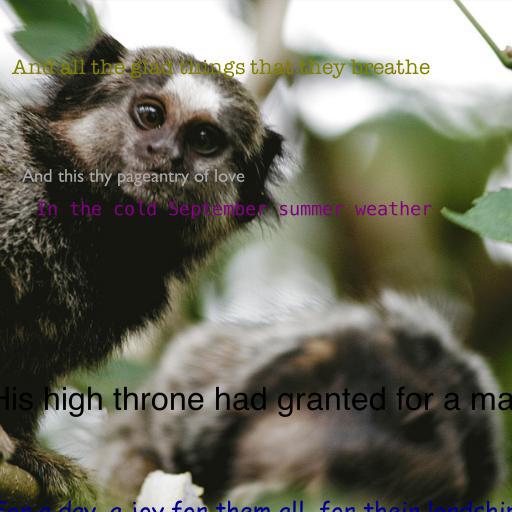 And all the glad things that they breathe
And this thy pageantry of love
In the cold September summer weather
His high throne had granted for a ma
For a day, a joy for them all, for their lordship